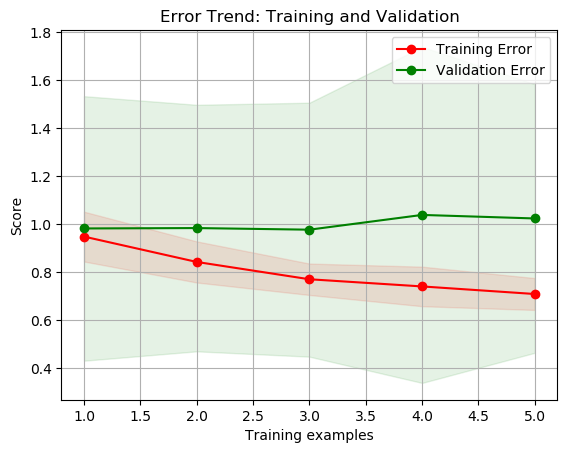 Error Trend: Training and Validation
1.8
1.6
1.4
1.2
1.0
0.8
0.6
0.4
Score
Training Error
Validation Error
1.0 1.5 2.0 2.5 3.0 3.5 4.0 4.5 5.0
Training examples